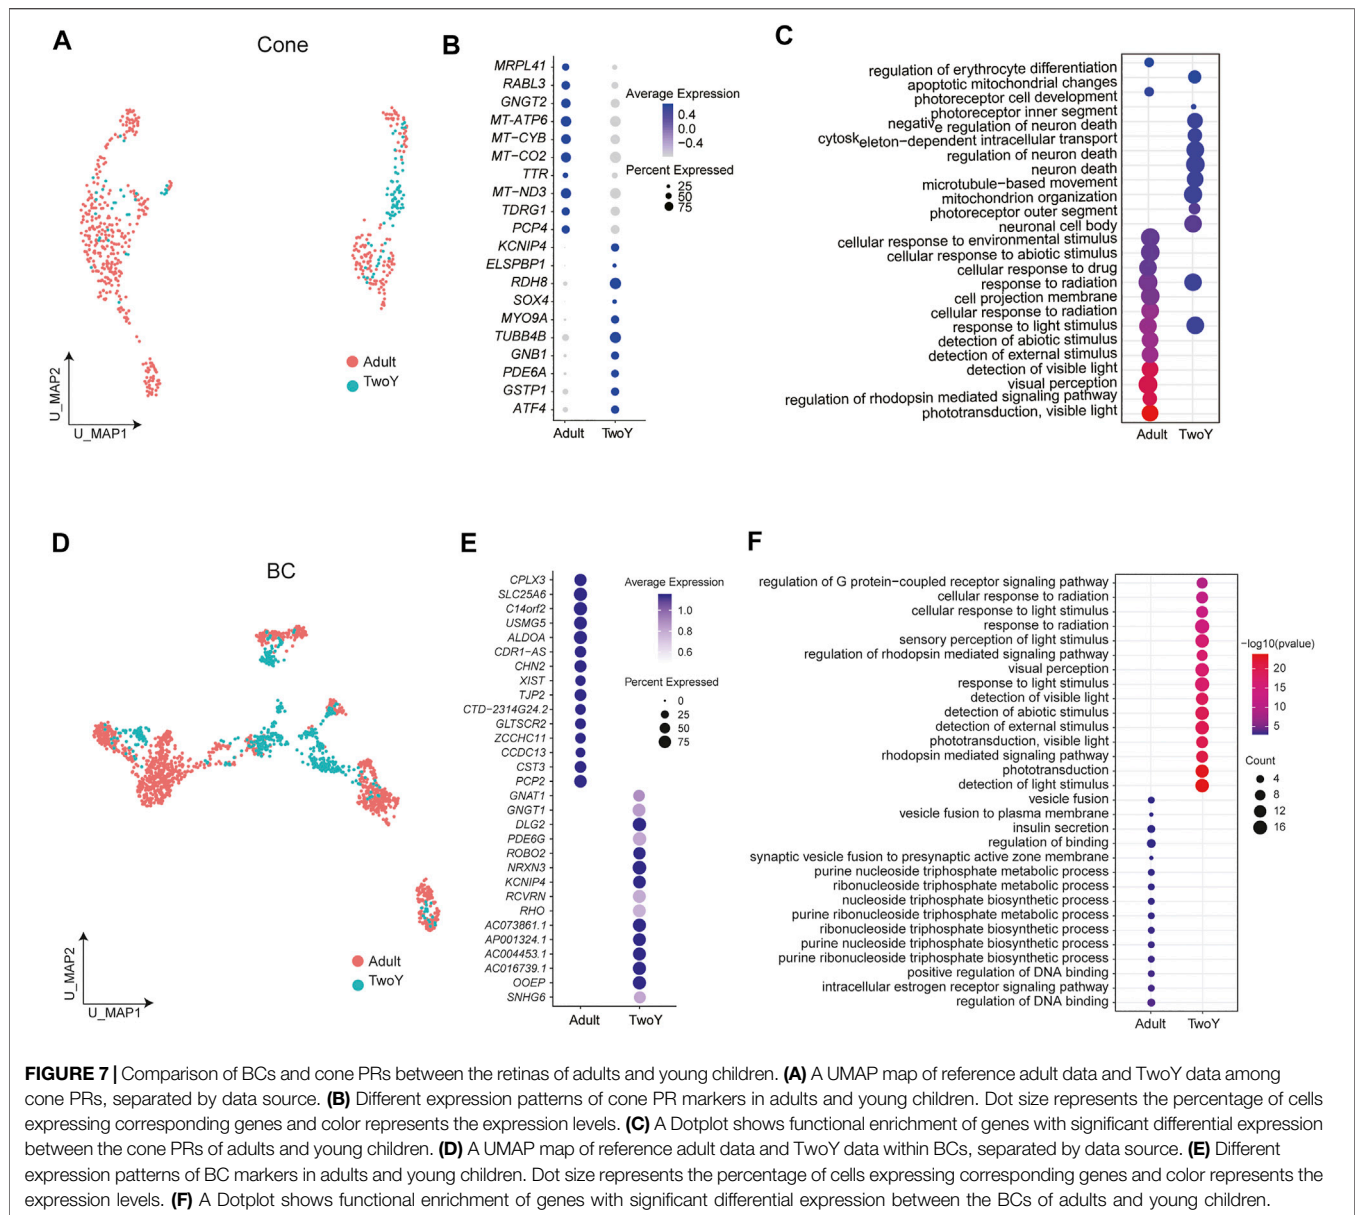 A
Cone
Adult
TwoY
U_MAP2
U_MAP1
B
MRPL41
RABL3
GNGT2
MT-ATP6
MT-CYB
MT-CO2
TTR
MT-ND3
TDRG1
PCP4
KCNIP4
ELSPBP1
RDH8
SOX4
MYO9A
TUBB4B
GNB1
PDE6A
GSTP1
ATF4
Adult TwoY
Average Expression
0.4
0.0
−0.4
Percent Expressed
25
50
75
C
regulation of erythrocyte differentiation
apoptotic mitochondrial changes
photoreceptor cell development
photoreceptor inner segment
negative regulation of neuron death
cytoskeleton-dependent intracellular transport
regulation of neuron death
neuron death
microtubule-based movement
mitochondrion organization
photoreceptor outer segment
neuronal cell body
cellular response to environmental stimulus
cellular response to abiotic stimulus
cellular response to drug
response to radiation
cell projection membrane
cellular response to radiation
response to light stimulus
detection of abiotic stimulus
detection of external stimulus
detection of visible light
visual perception
regulation of rhodopsin mediated signaling pathway
phototransduction, visible light
Adult TwoY
D
BC
Adult
TwoY
U_MAP2
U_MAP1
E
CPLX3
SLC25A6
C14orf2
USMG5
ALDOA
CDR1-AS
CHN2
XIST
TJP2
CTD-2314G24.2
GLTSCR2
ZCCHC11
CCDC13
CST3
PCP2
GNAT1
GNGT1
DLG2
PDE6G
ROBO2
NRXN3
KCNIP4
RCVRN
RHO
AC073861.1
AP001324.1
AC004453.1
AC016739.1
OOEP
SNHG6
Adult TwoY
Average Expression
1.0
0.8
0.6
Percent Expressed
0
25
50
75
F
regulation of G protein-coupled receptor signaling pathway
cellular response to radiation
cellular response to light stimulus
response to radiation
sensory perception of light stimulus
regulation of rhodopsin mediated signaling pathway
visual perception
response to light stimulus
detection of visible light
detection of abiotic stimulus
detection of external stimulus
phototransduction, visible light
rhodopsin mediated signaling pathway
phototransduction
detection of light stimulus
vesicle fusion
vesicle fusion to plasma membrane
insulin secretion
regulation of binding
synaptic vesicle fusion to presynaptic active zone membrane
purine nucleoside triphosphate metabolic process
ribonucleoside triphosphate metabolic process
nucleoside triphosphate biosynthetic process
purine ribonucleoside triphosphate metabolic process
ribonucleoside triphosphate biosynthetic process
purine nucleoside triphosphate biosynthetic process
purine ribonucleoside triphosphate biosynthetic process
positive regulation of DNA binding
intracellular estrogen receptor signaling pathway
regulation of DNA binding
Adult TwoY
−log10(pvalue)
20
15
10
5
Count
4
8
12
16
FIGURE 7 | Comparison of BCs and cone PRs between the retinas of adults and young children. (A) A UMAP map of reference adult data and TwoY data among
cone PRs, separated by data source. (B) Different expression patterns of cone PR markers in adults and young children. Dot size represents the percentage of cells
expressing corresponding genes and color represents the expression levels. (C) A Dotplot shows functional enrichment of genes with significant differential expression
between the cone PRs of adults and young children. (D) A UMAP map of reference adult data and TwoY data within BCs, separated by data source. (E) Different
expression patterns of BC markers in adults and young children. Dot size represents the percentage of cells expressing corresponding genes and color represents the
expression levels. (F) A Dotplot shows functional enrichment of genes with significant differential expression between the BCs of adults and young children.